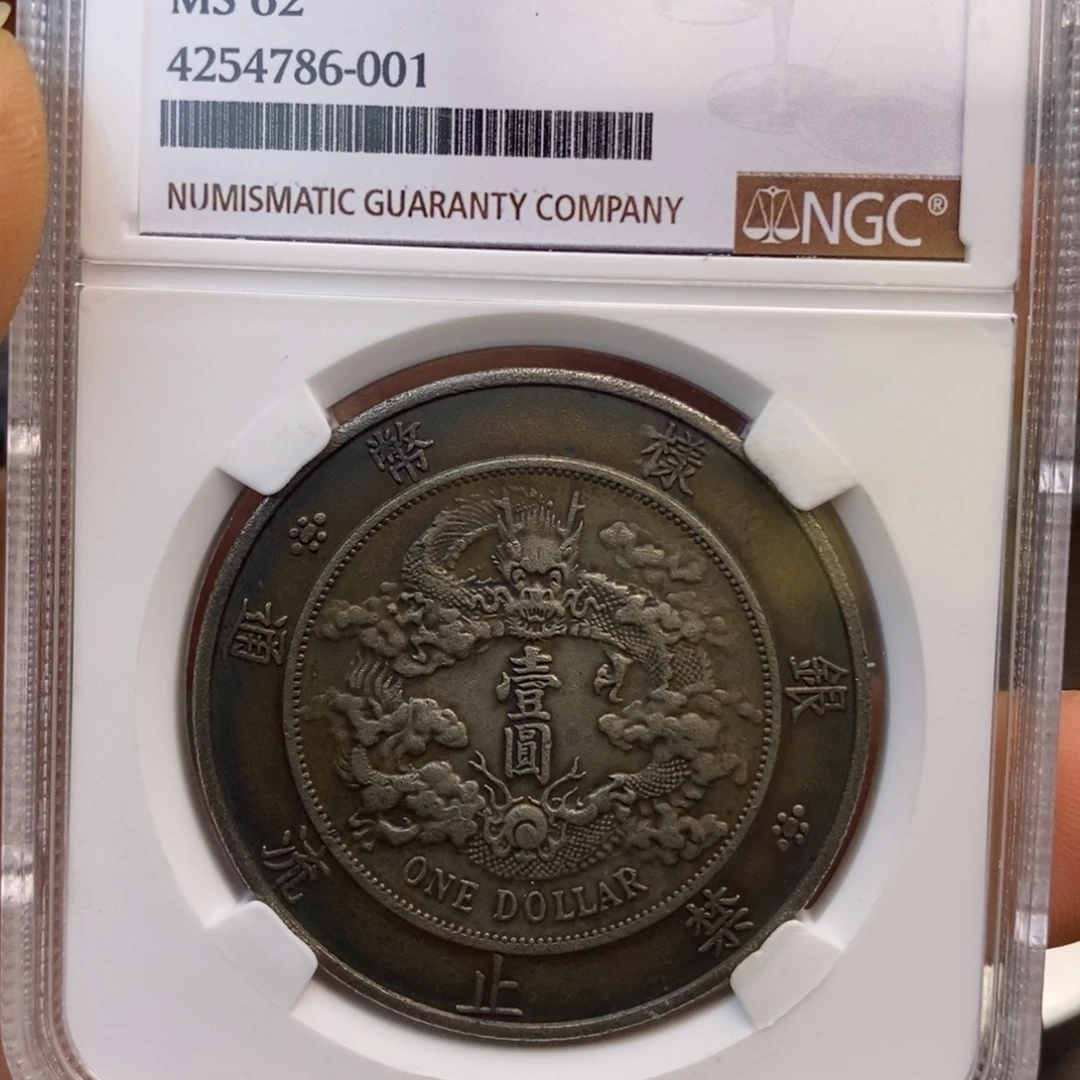 MS 62
4254786-001
NUMISMATIC GUARANTY COMPANY
NGC®
銀樣幣
禁止流通
壹圓
ONE DOLLAR